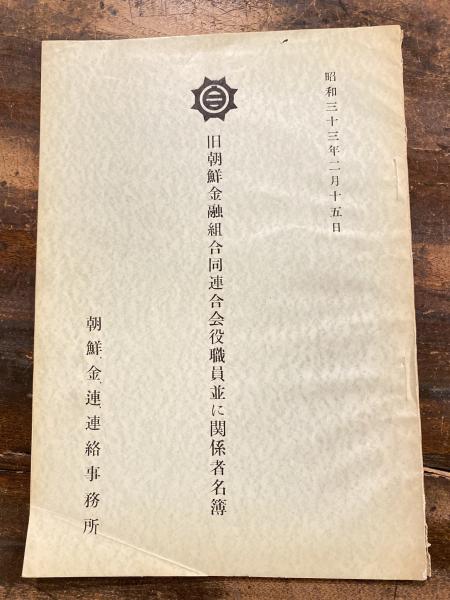 昭和三十三年二月十五日
旧朝鮮金融組合同連合会役職員並に関係者名簿
朝鮮、金、連、連絡事務所